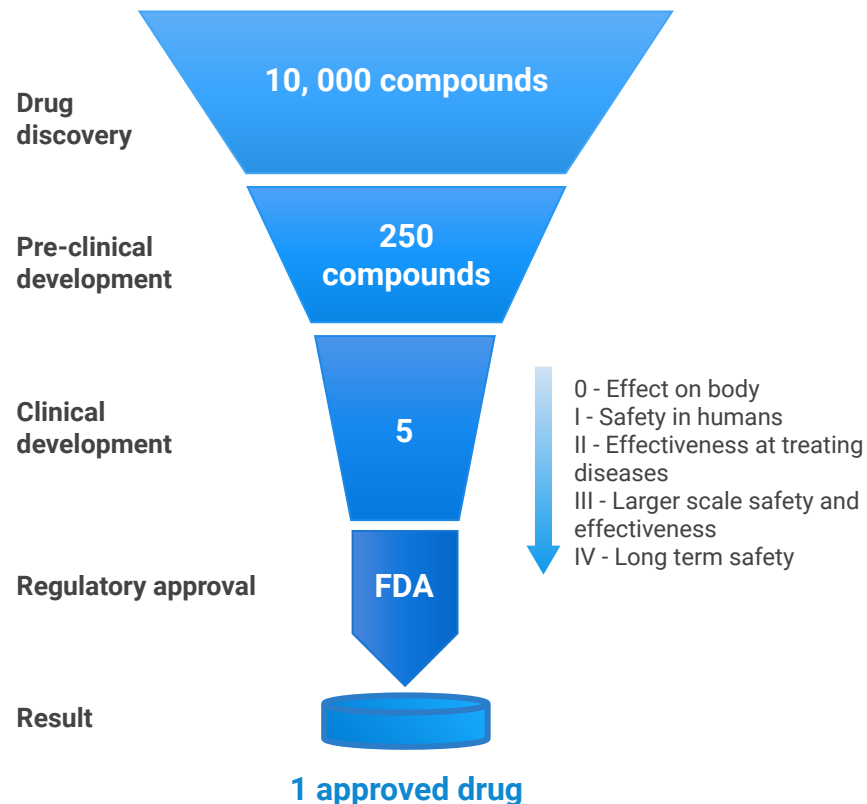 10, 000 compounds
Drug
discovery
250
compounds
Pre-clinical
development
5
Clinical
development
0 - Effect on body
I - Safety in humans
II - Effectiveness at treating
diseases
III - Larger scale safety and
effectiveness
IV - Long term safety
FDA
Regulatory approval
Result
1 approved drug